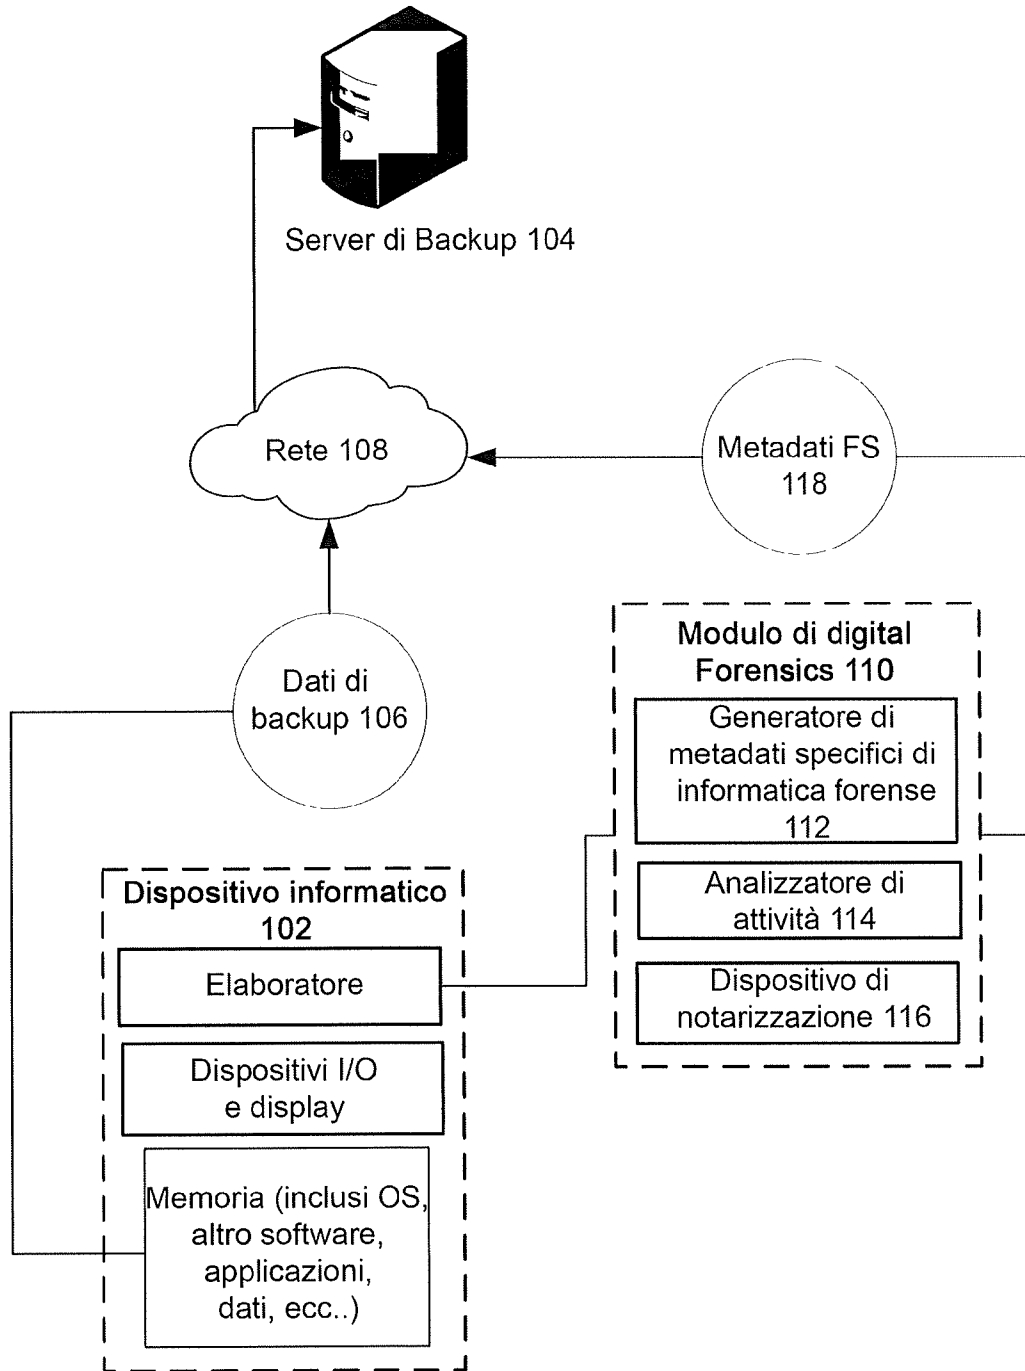 Server di Backup 104
Rete 108
Metadati FS
118
Dati di
backup 106
Modulo di digital
Forensics 110
Generatore di
metadati specifici di
informatica forense
112
Analizzatore di
attività 114
Dispositivo di
notarizzazione 116
Dispositivo informatico
102
Elaboratore
Dispositivi I/O
e display
Memoria (inclusi OS,
altro software,
applicazioni,
dati, ecc..)